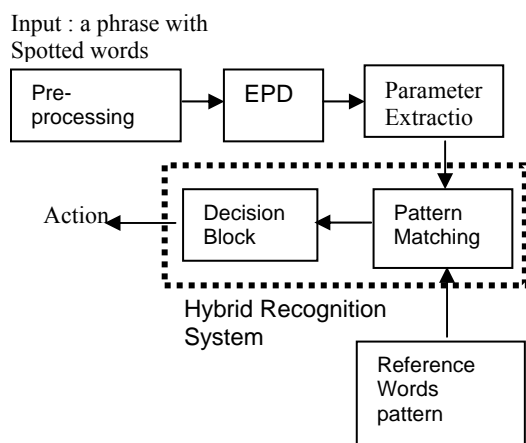 Input : a phrase with
Spotted words
Pre-
processing
EPD
Parameter
Extractio
Action
Decision
Block
Pattern
Matching
Hybrid Recognition
System
Reference
Words
pattern